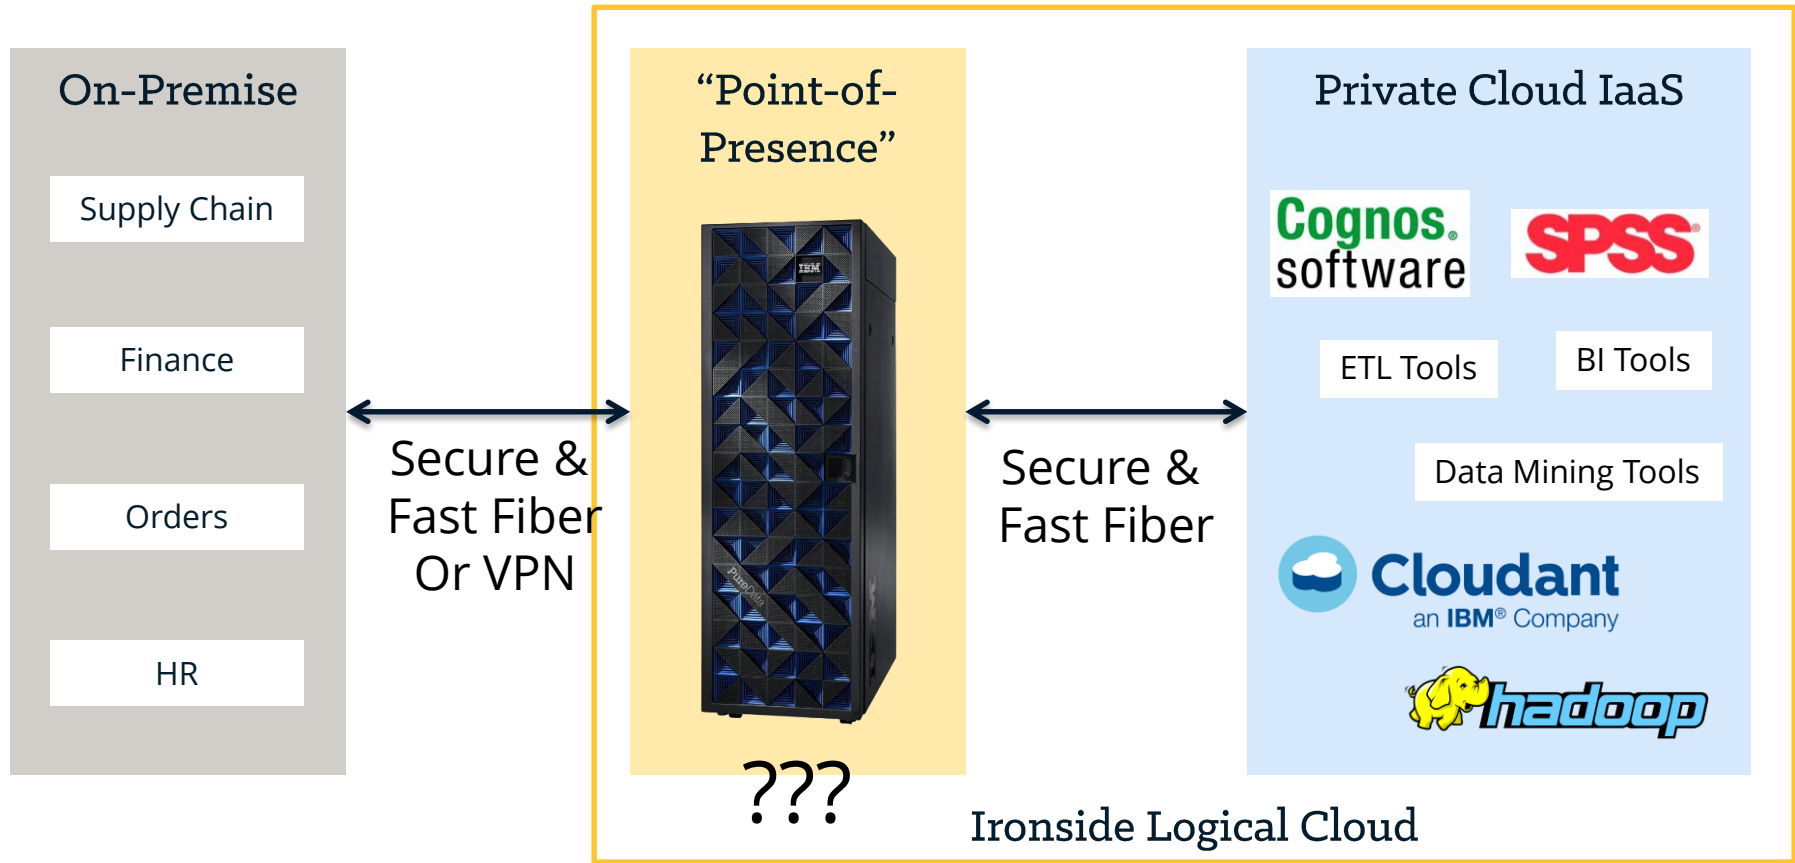 On-Premise
Supply Chain
Finance
Orders
HR
Secure &
Fast Fiber
Or VPN
“Point-of-
Presence”
IBM
PureData
IBM
???
Secure &
Fast Fiber
Private Cloud IaaS
Cognos®
software
SPSS®
ETL Tools
BI Tools
Data Mining Tools
Cloudant
an IBM® Company
hadoop
Ironside Logical Cloud